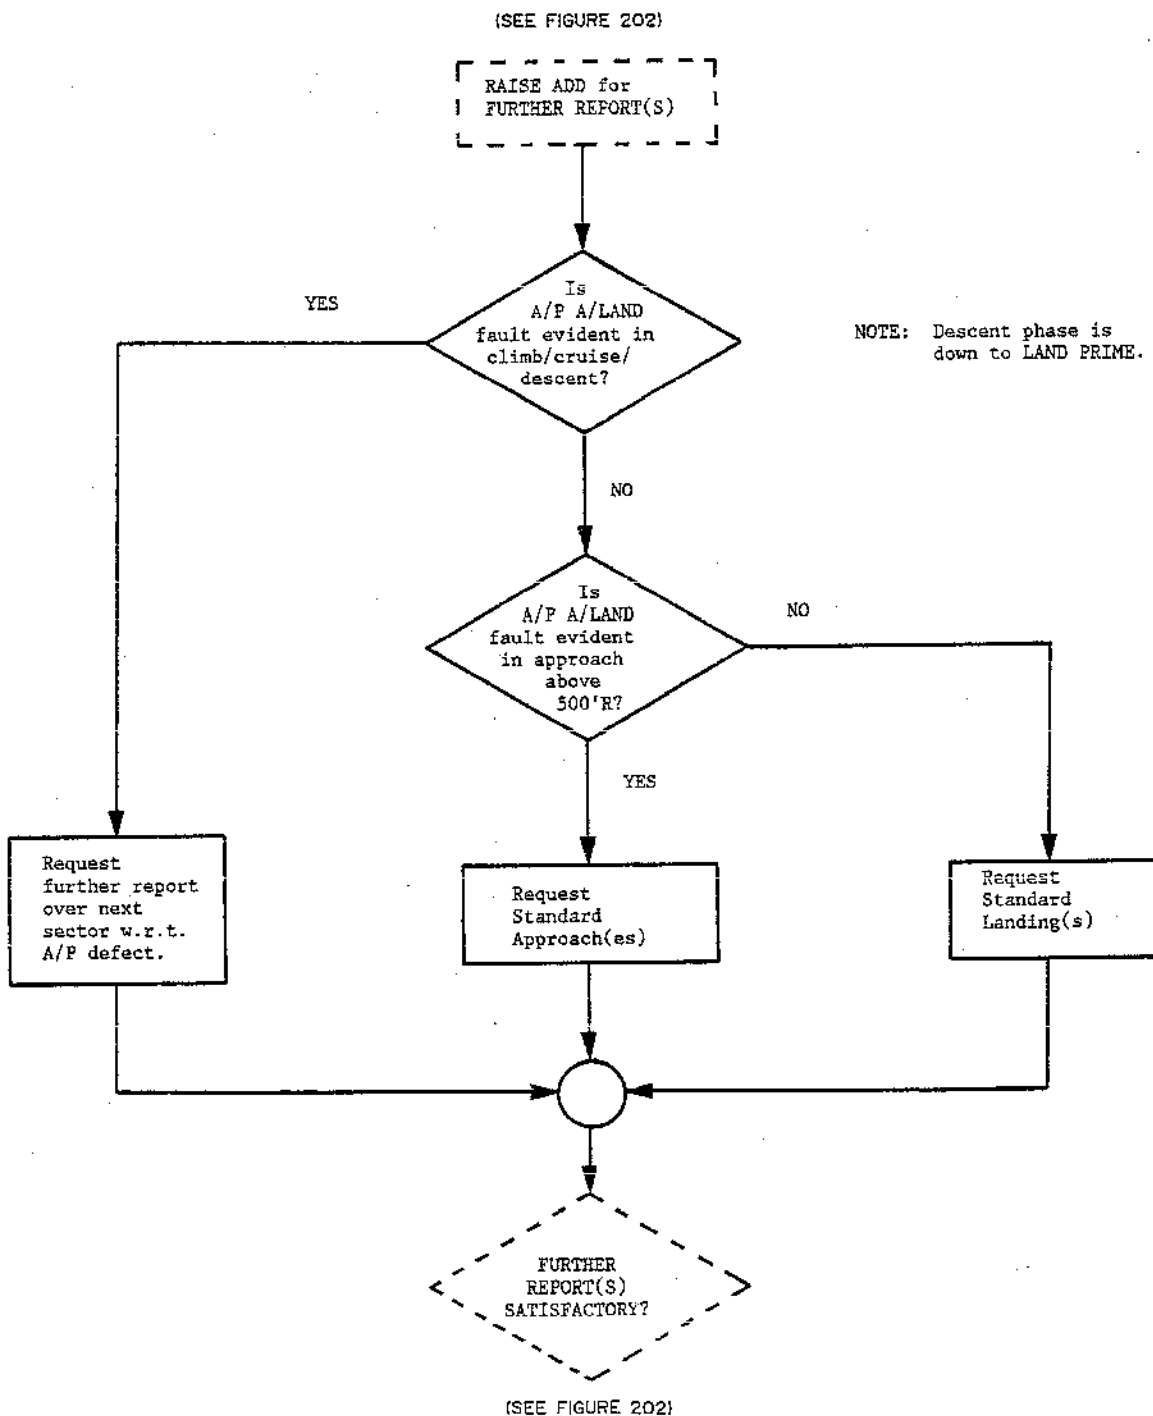 (SEE FIGURE 202)
RAISE ADD for
FURTHER REPORT(S)
Is
A/P A/LAND
fault evident in
climb/cruise/
descent?
YES
NOTE: Descent phase is
down to LAND PRIME.
NO
Is
A/P A/LAND
fault evident
in approach
above
500'R?
NO
YES
Request
further report
over next
sector w.r.t.
A/P defect.
Request
Standard
Approach(es)
Request
Standard
Landing(s)
FURTHER
REPORT(S)
SATISFACTORY?
(SEE FIGURE 202)